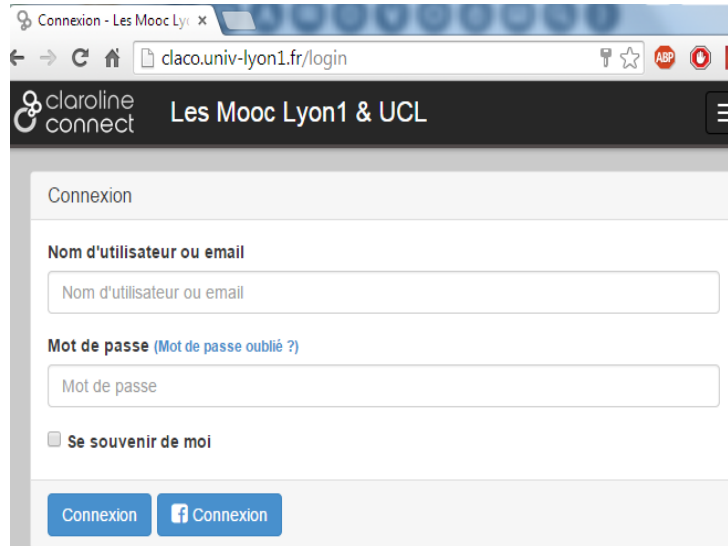 Connexion - Les Mooc Ly
claco.univ-lyon1.fr/login
ABP
claroline
connect
Les Mooc Lyon1 & UCL
Connexion
Nom d'utilisateur ou email
Nom d'utilisateur ou email
Mot de passe (Mot de passe oublié ?)
Mot de passe
Se souvenir de moi
Connexion
Connexion